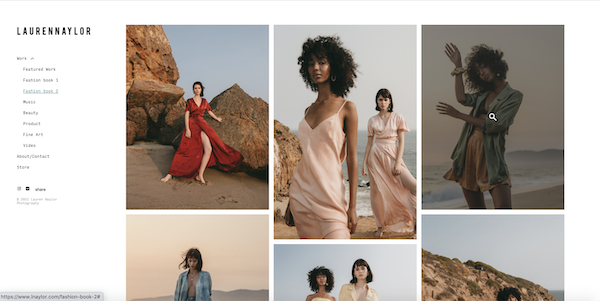 LAURENNAYLOR
Work ->
Featured Work
Fashion book 1
Fashion book 2
Music
Beauty
Product
Fine Art
Video
About/Contact
Store
share
© 2022 Lauren Naylor
Photography
https://www.lnaylor.com/fashion-book-2#